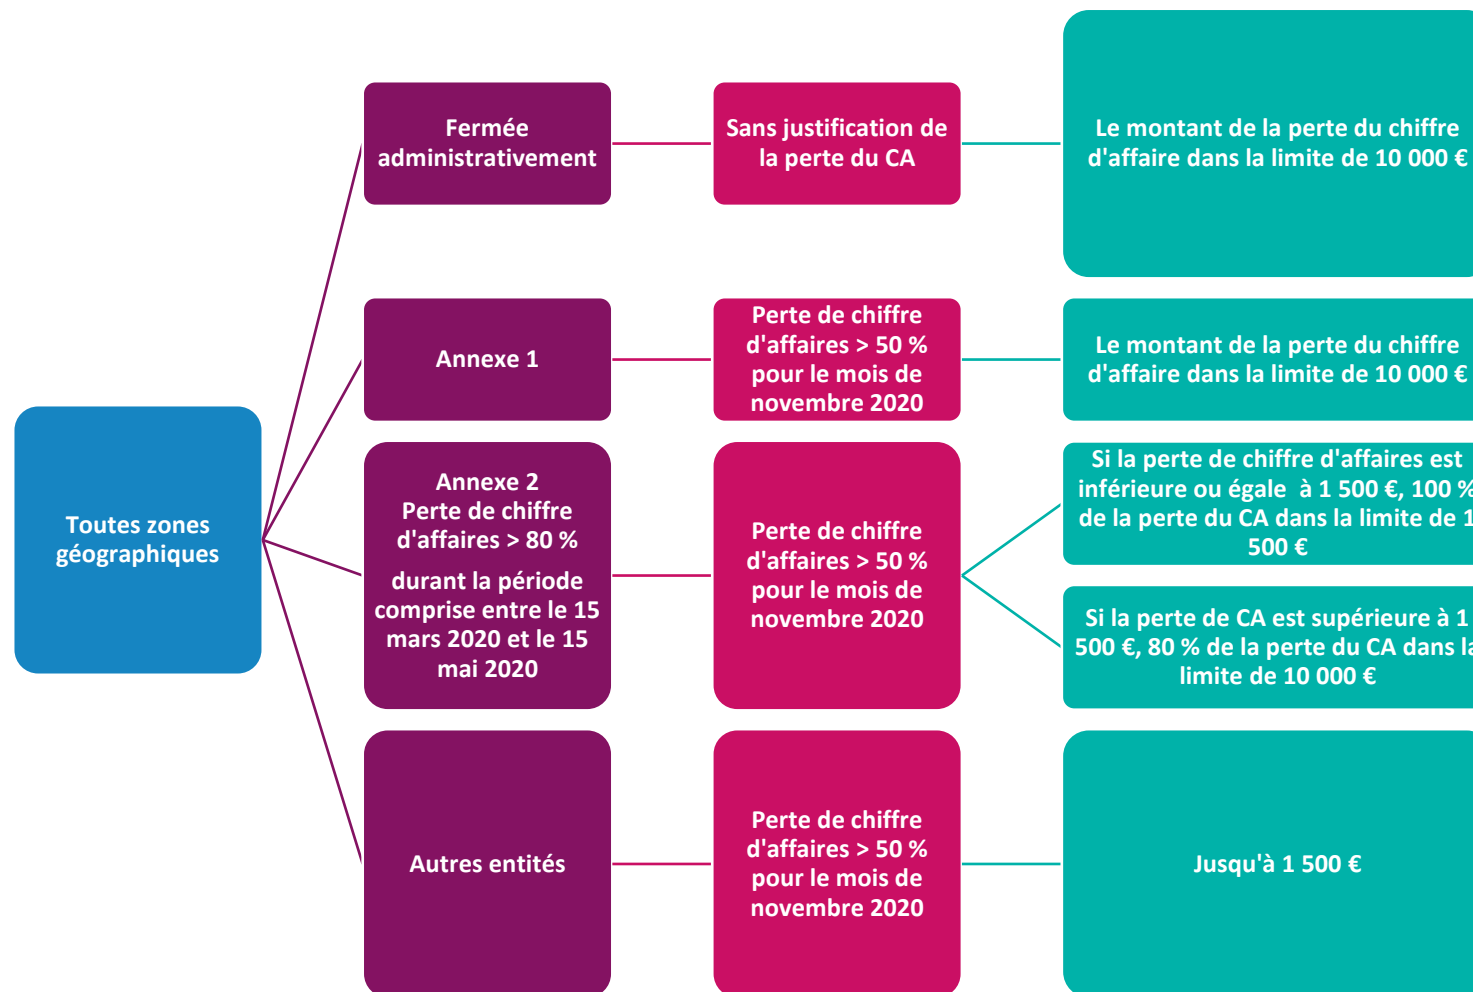 Toutes zones
géographiques
Fermée
administrativement
Sans justification de
la perte du CA
Le montant de la perte du chiffre
d'affaire dans la limite de 10 000 €
Annexe 1
Perte de chiffre
d'affaires > 50 %
pour le mois de
novembre 2020
Le montant de la perte du chiffre
d'affaire dans la limite de 10 000 €
Annexe 2
Perte de chiffre
d'affaires > 80 %
durant la période
comprise entre le 15
mars 2020 et le 15
mai 2020
Perte de chiffre
d'affaires > 50 %
pour le mois de
novembre 2020
Si la perte de chiffre d'affaires est
inférieure ou égale à 1 500 €, 100 %
de la perte du CA dans la limite de 1
500 €
Si la perte de CA est supérieure à 1
500 €, 80 % de la perte du CA dans la
limite de 10 000 €
Autres entités
Perte de chiffre
d'affaires > 50 %
pour le mois de
novembre 2020
Jusqu'à 1 500 €